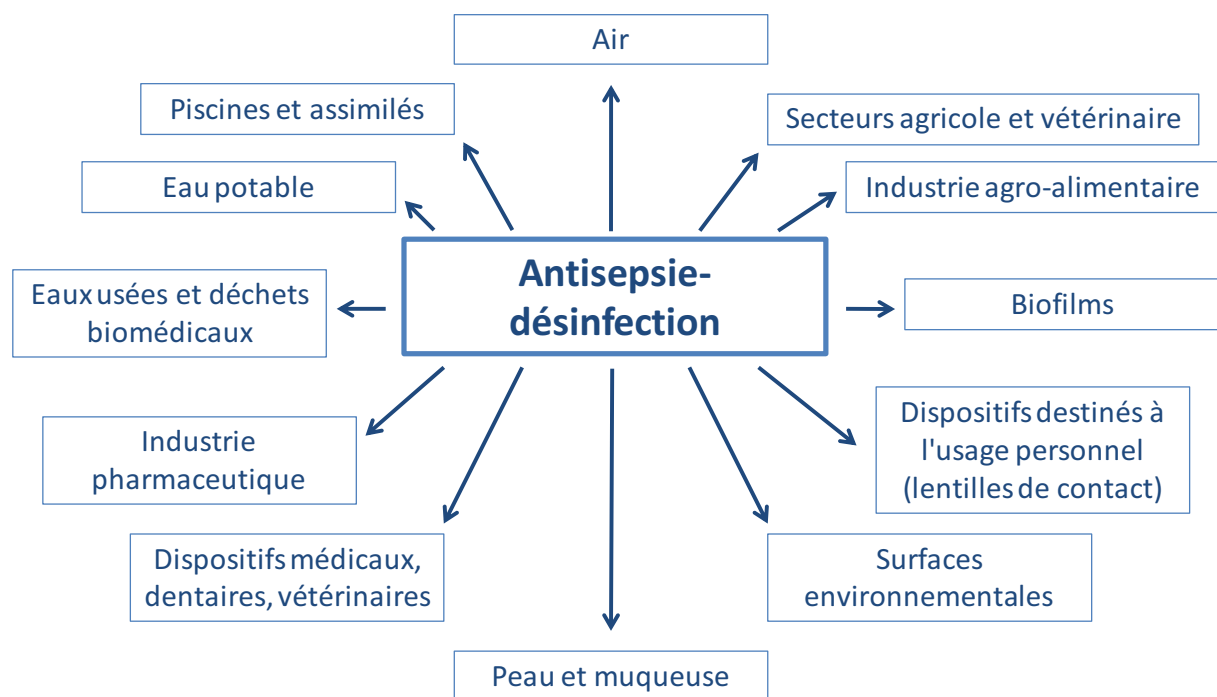 Air
Piscines et assimilés
Secteurs agricole et vétérinaire
Eau potable
Industrie agro-alimentaire
Antisepsie-
désinfection
Eaux usées et déchets
biomédicaux
Biofilms
Dispositifs destinés à
l'usage personnel
(lentilles de contact)
Industrie
pharmaceutique
Dispositifs médicaux,
dentaires, vétérinaires
Surfaces
environnementales
Peau et muqueuse